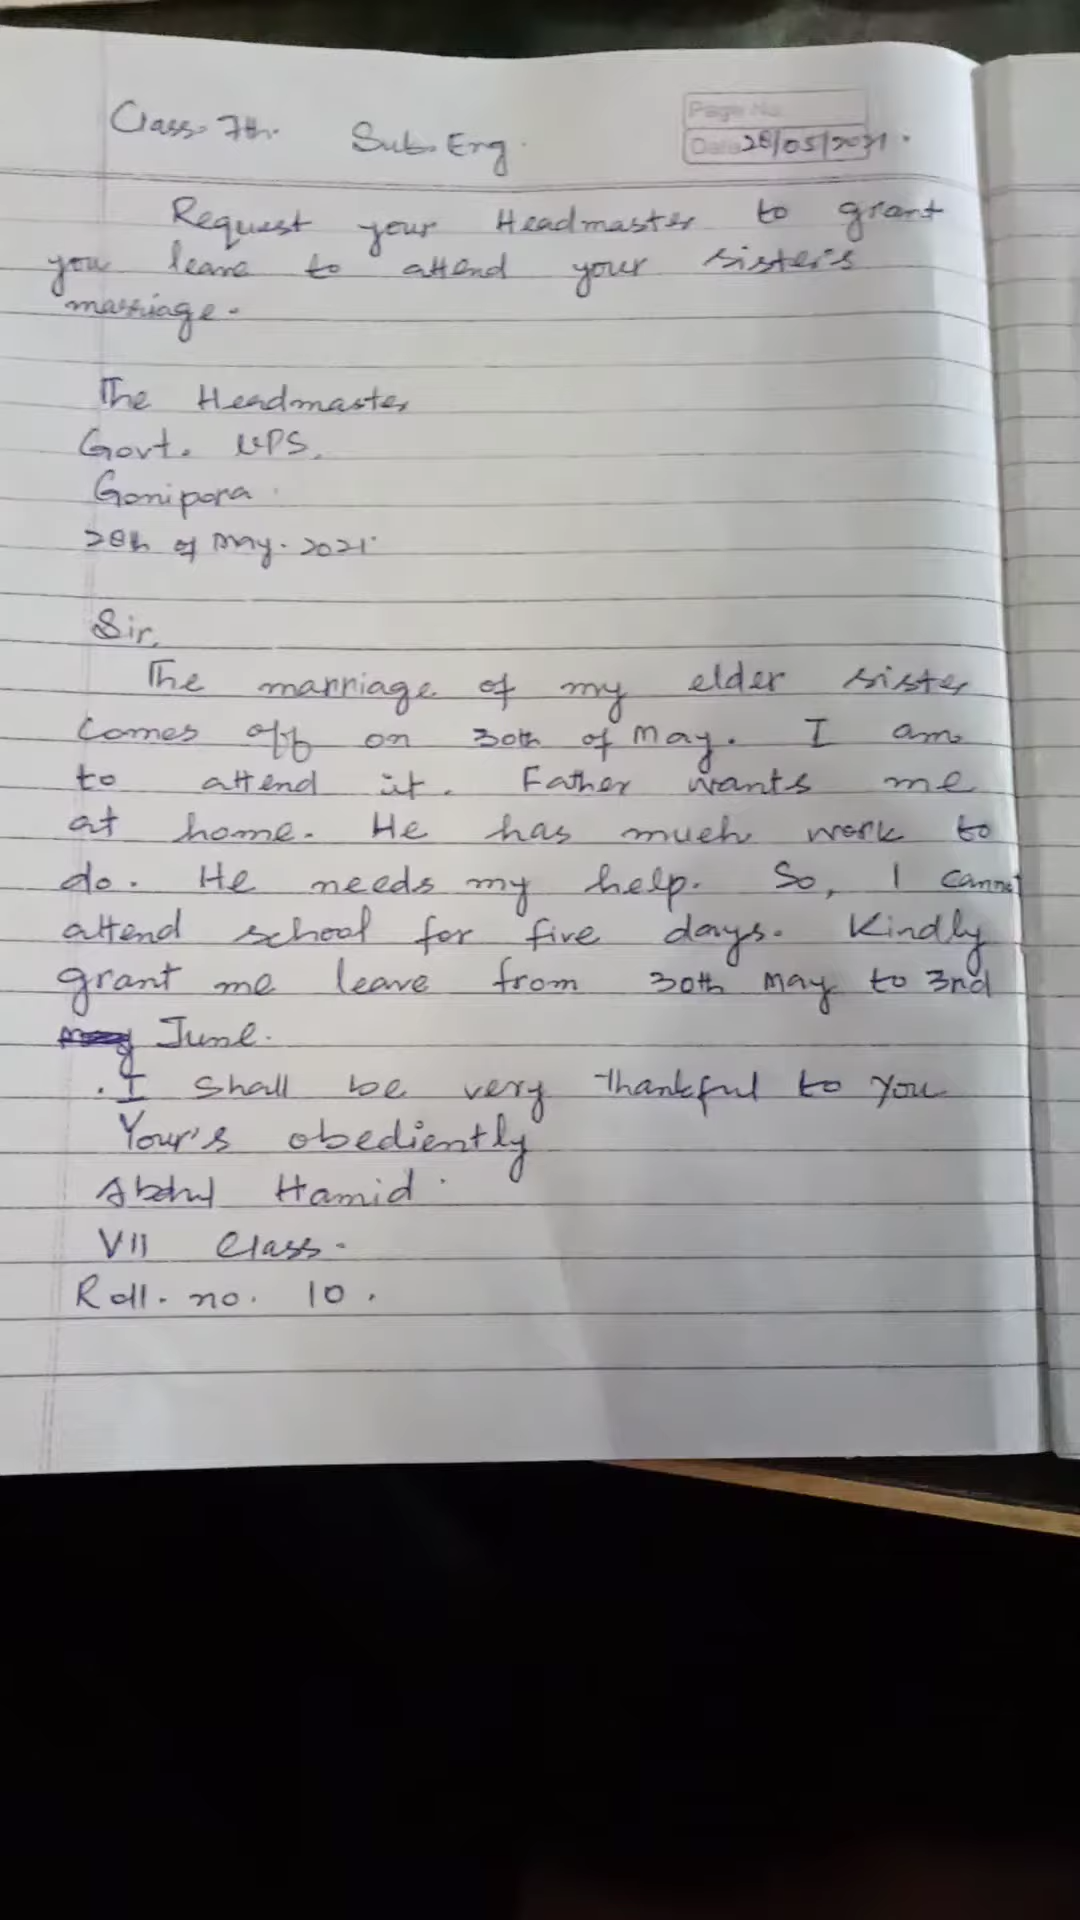 Class. 7th. Sub. Eng.
Page No.
Date 28/05/2021.
Request your Headmaster to grant
you leave to attend your sister's
marriage.
The Headmaster
Govt. UPS,
Gonipora.
28th of May. 2021.
Sir,
The marriage of my elder sister
comes off on 30th of May. I am
to attend it. Father wants me
at home. He has much work to
do. He needs my help. So, I cannot
attend school for five days. Kindly
grant me leave from 30th May to 3nd
June.
. I shall be very thankful to you
Your's obediently
Abdul Hamid.
VII Class.
Roll. no. 10.